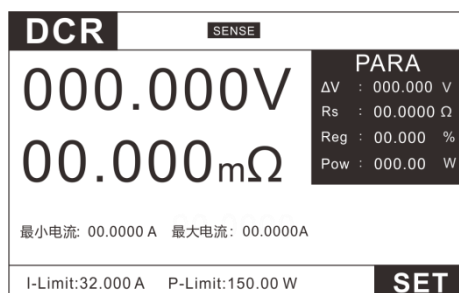 DCR SENSE
000.000V
00.000mΩ
PARA
ΔV : 000.000 V
Rs : 00.0000 Ω
Reg : 00.000 %
Pow : 000.00 W
最小电流: 00.0000 A 最大电流: 00.0000A
I-Limit:32.000 A P-Limit:150.00 W SET